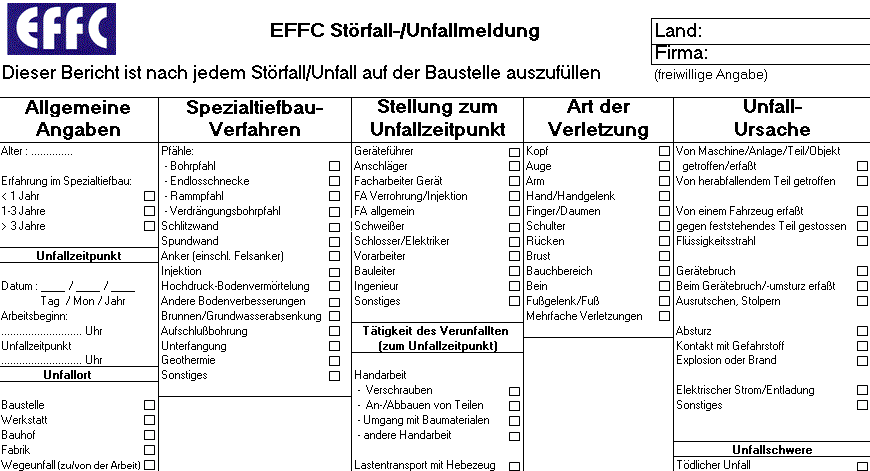 EFFC
EFFC Störfall-/Unfallmeldung
Land:
Firma:
Dieser Bericht ist nach jedem Störfall/Unfall auf der Baustelle auszufüllen
(freiwillige Angabe)
Allgemeine
Angaben
Alter : ..............
Erfahrung im Spezialtiefbau:
< 1 Jahr
1-3 Jahre
> 3 Jahre
Unfallzeitpunkt
Datum : ____ / ____ / ____
Tag / Mon / Jahr
Arbeitsbeginn:
........................... Uhr
Unfallzeitpunkt
........................... Uhr
Unfallort
Baustelle
Werkstatt
Bauhof
Fabrik
Wegeunfall (zu/von der Arbeit)
Spezialtiefbau-
Verfahren
Pfähle:
- Bohrpfahl
- Endlosschnecke
- Rammpfahl
- Verdrängungsbohrpfahl
Schlitzwand
Spundwand
Anker (einschl. Felsanker)
Injektion
Hochdruck-Bodenvermörtelung
Andere Bodenverbesserungen
Brunnen/Grundwasserabsenkung
Aufschlußbohrung
Unterfangung
Geothermie
Sonstiges
Stellung zum
Unfallzeitpunkt
Geräteführer
Anschläger
Facharbeiter Gerät
FA Verrohrung/Injektion
FA allgemein
Schweißer
Schlosser/Elektriker
Vorarbeiter
Bauleiter
Ingenieur
Sonstiges
Tätigkeit des Verunfallten
(zum Unfallzeitpunkt)
Handarbeit
- Verschrauben
- An-/Abbauen von Teilen
- Umgang mit Baumaterialen
- andere Handarbeit
Lastentransport mit Hebezeug
Art der
Verletzung
Kopf
Auge
Arm
Hand/Handgelenk
Finger/Daumen
Schulter
Rücken
Brust
Bauchbereich
Bein
Fußgelenk/Fuß
Mehrfache Verletzungen
Unfall-
Ursache
Von Maschine/Anlage/Teil/Objekt
getroffen/erfaßt
Von herabfallendem Teil getroffen
Von einem Fahrzeug erfaßt
gegen feststehendes Teil gestossen
Flüssigkeitsstrahl
Gerätebruch
Beim Gerätebruch/-umsturz erfaßt
Ausrutschen, Stolpern
Absturz
Kontakt mit Gefahrstoff
Explosion oder Brand
Elektrischer Strom/Entladung
Sonstiges
Unfallschwere
Tödlicher Unfall